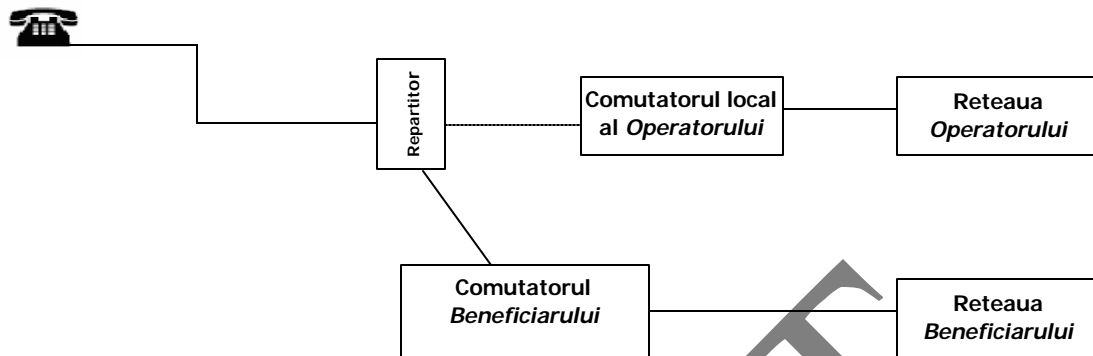 Repartitor
Comutatorul local
al Operatorului
Reteaua
Operatorului
Comutatorul
Beneficiarului
Reteaua
Beneficiarului